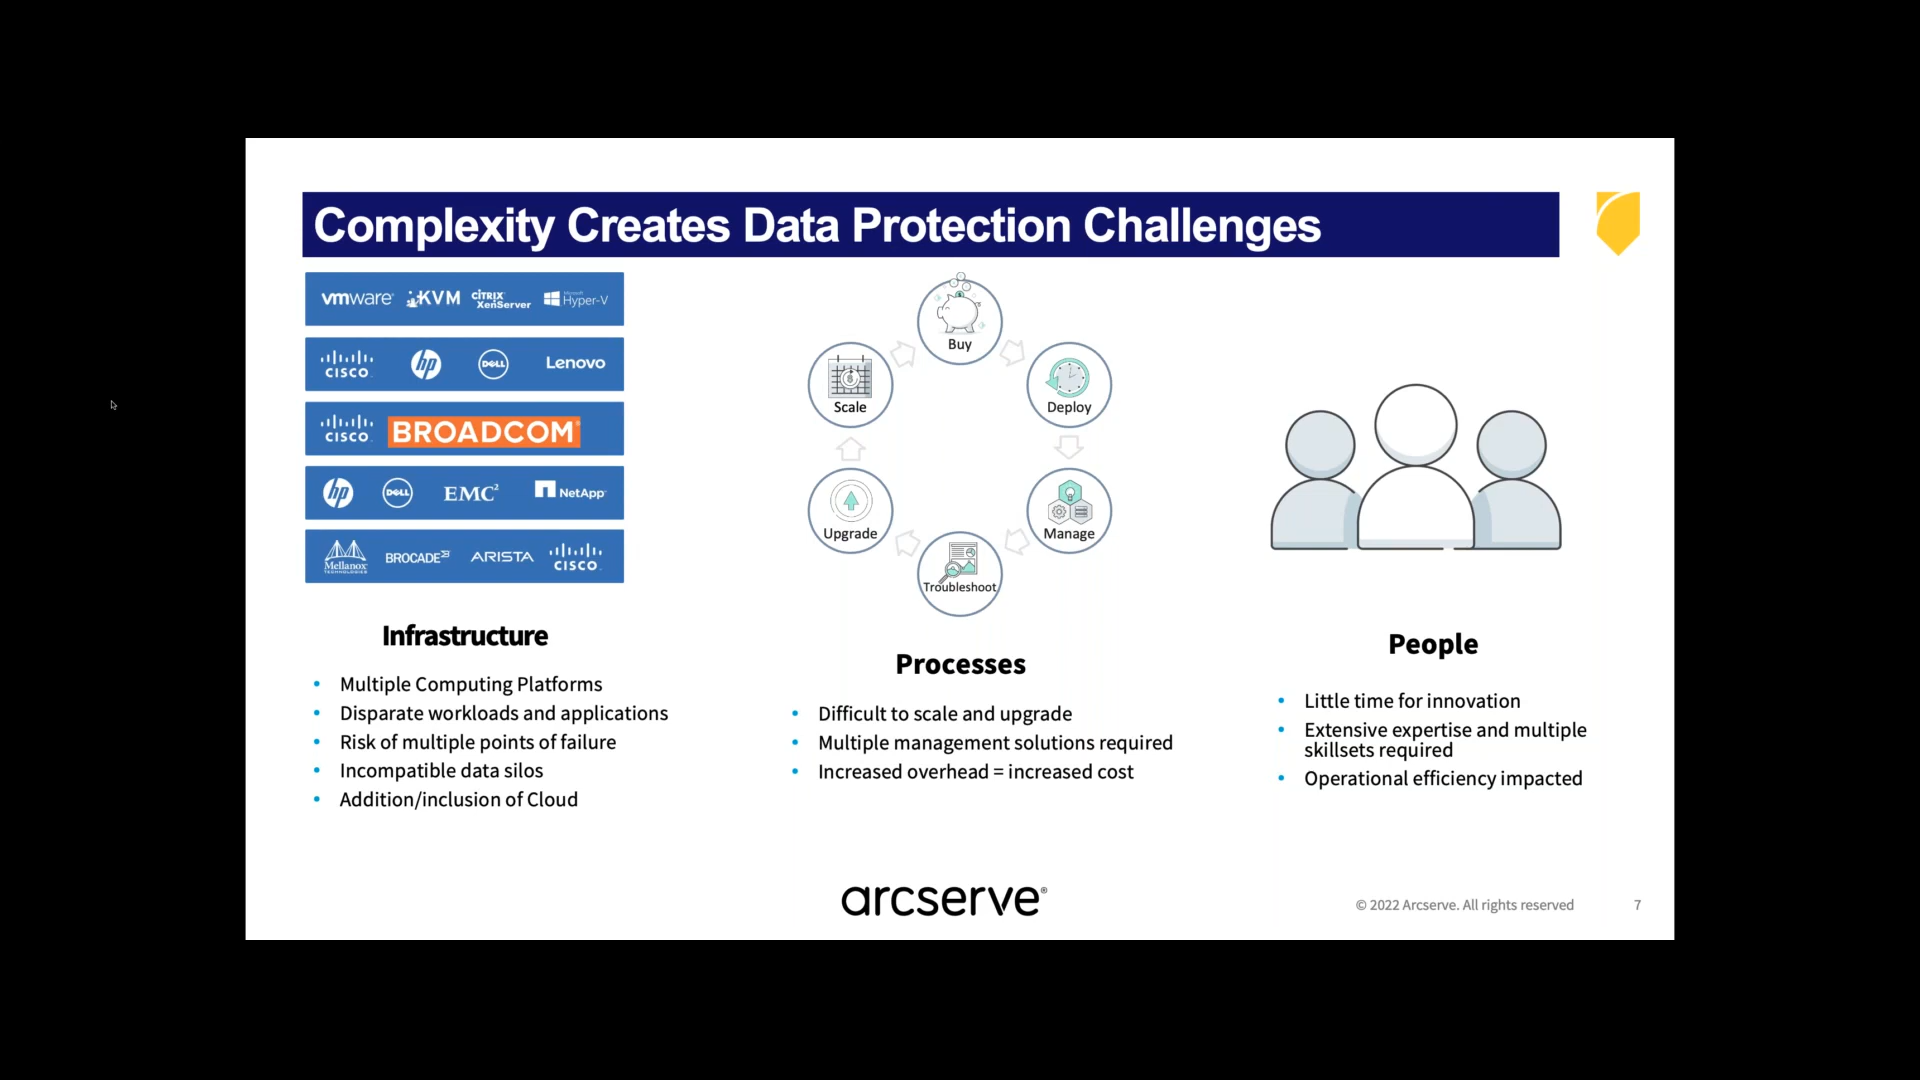 Complexity Creates Data Protection Challenges
vmware KVM CITRIX XenServer Microsoft Hyper-V
CISCO hp DELL Lenovo
CISCO BROADCOM
hp DELL EMC² NetApp
Mellanox TECHNOLOGIES BROCADE ARISTA CISCO
Infrastructure
• Multiple Computing Platforms
• Disparate workloads and applications
• Risk of multiple points of failure
• Incompatible data silos
• Addition/inclusion of Cloud
Buy
Deploy
Manage
Troubleshoot
Upgrade
Scale
Processes
• Difficult to scale and upgrade
• Multiple management solutions required
• Increased overhead = increased cost
People
• Little time for innovation
• Extensive expertise and multiple
skillsets required
• Operational efficiency impacted
arcserve®
© 2022 Arcserve. All rights reserved 7